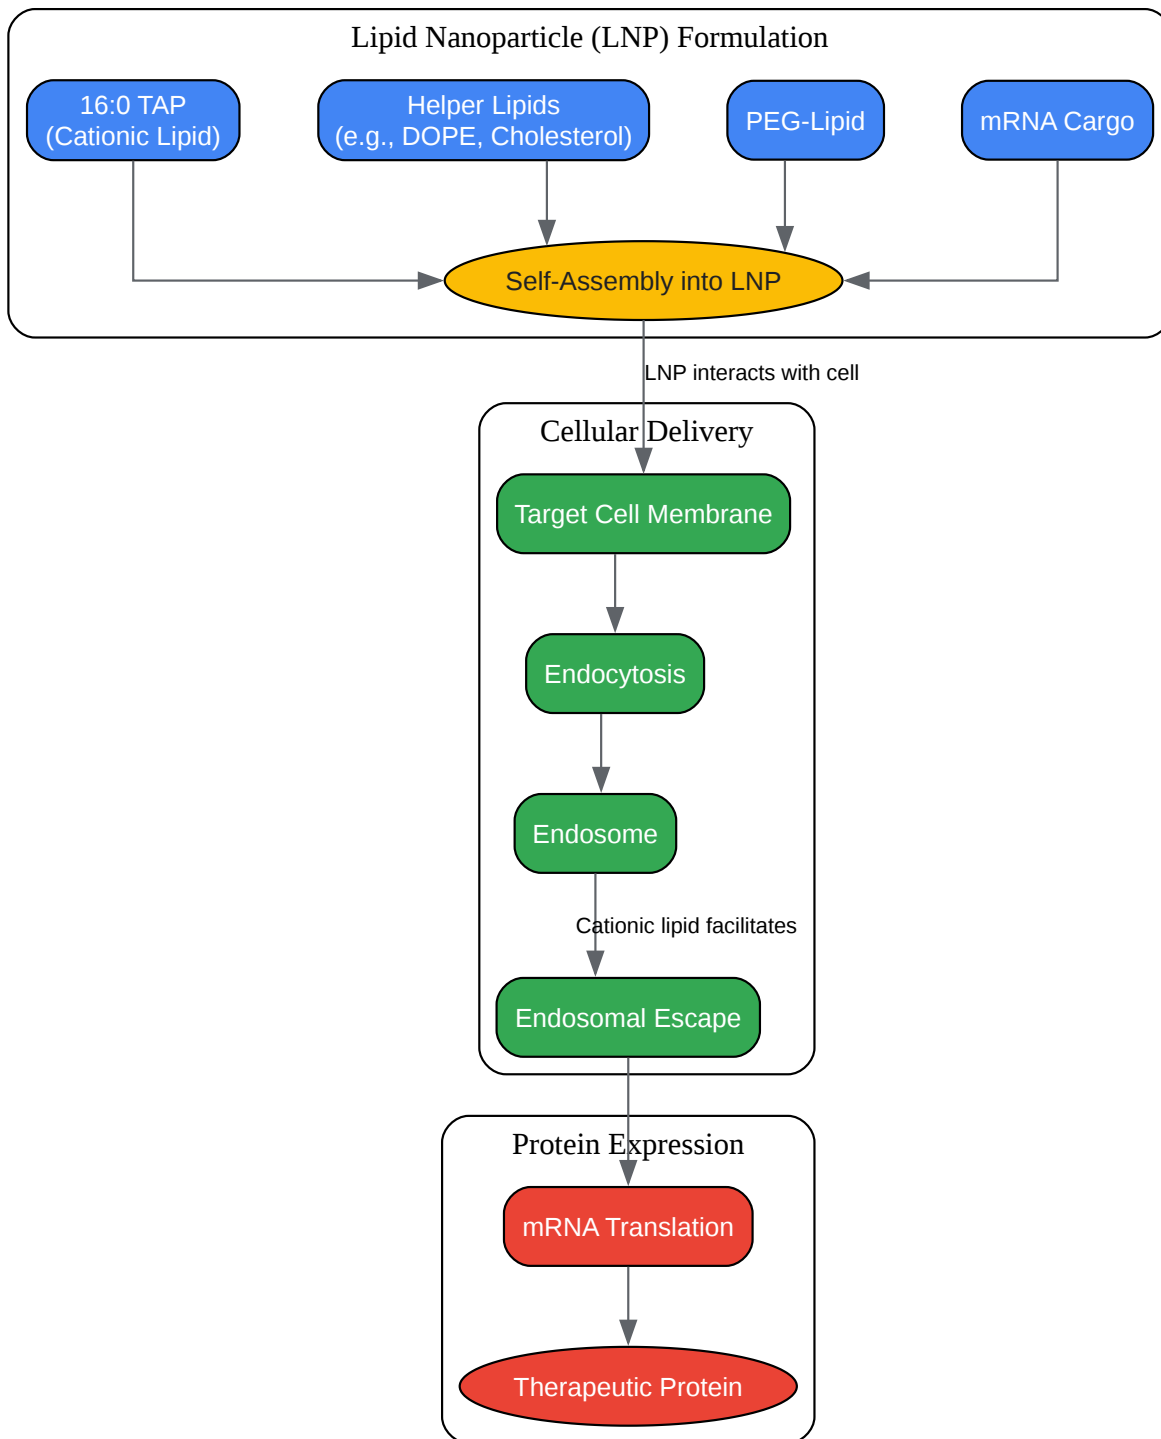 Lipid Nanoparticle (LNP) Formulation
16:0 TAP
(Cationic Lipid)
Helper Lipids
(e.g., DOPE, Cholesterol)
PEG-Lipid
mRNA Cargo
Self-Assembly into LNP
LNP interacts with cell
Cellular Delivery
Target Cell Membrane
Endocytosis
Endosome
Cationic lipid facilitates
Endosomal Escape
Protein Expression
mRNA Translation
Therapeutic Protein